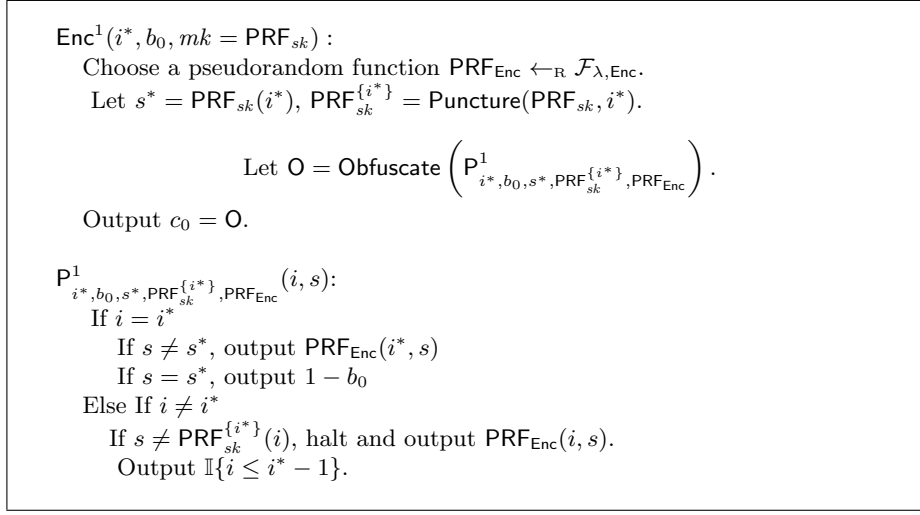 Enc¹(i*, b₀, mk = PRF_sk) :
Choose a pseudorandom function PRF_Enc ←_R ℱ_{λ,Enc}.
Let s* = PRF_sk(i*), PRF_sk^{i*} = Puncture(PRF_sk, i*).
Let O = Obfuscate (P¹_{i*,b₀,s*,PRF_sk^{i*},PRF_Enc}).
Output c₀ = O.
P¹_{i*,b₀,s*,PRF_sk^{i*},PRF_Enc}(i, s):
If i = i*
If s ≠ s*, output PRF_Enc(i*, s)
If s = s*, output 1 − b₀
Else If i ≠ i*
If s ≠ PRF_sk^{i*}(i), halt and output PRF_Enc(i, s).
Output 𝕀{i ≤ i* − 1}.